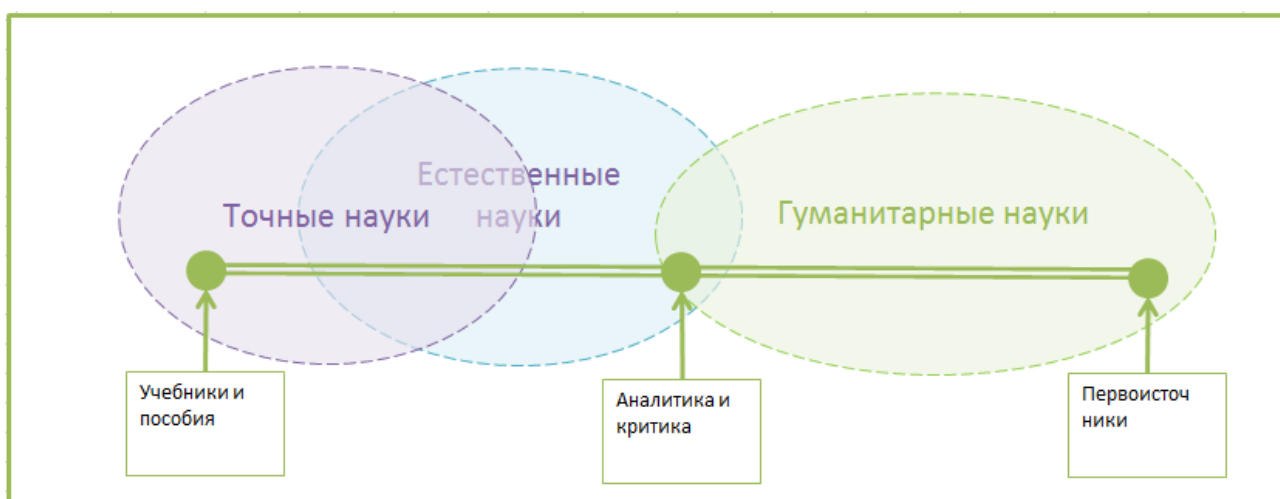 Точные науки
Естественные
науки
Гуманитарные науки
Учебники и
пособия
Аналитика и
критика
Первоисточ
ники